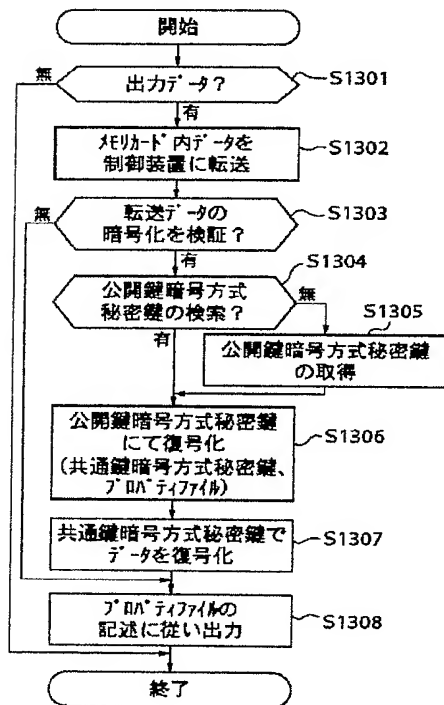 開始
無
出力データ?
S1301
有
メモリカード内データを
制御装置に転送
S1302
無
転送データの
暗号化を検証?
S1303
有
S1304
公開鍵暗号方式
秘密鍵の検索?
無
S1305
有
公開鍵暗号方式秘密鍵
の取得
公開鍵暗号方式秘密鍵
にて復号化
(共通鍵暗号方式秘密鍵、
プロパティファイル)
S1306
共通鍵暗号方式秘密鍵で
データを復号化
S1307
プロパティファイルの
記述に従い出力
S1308
終了